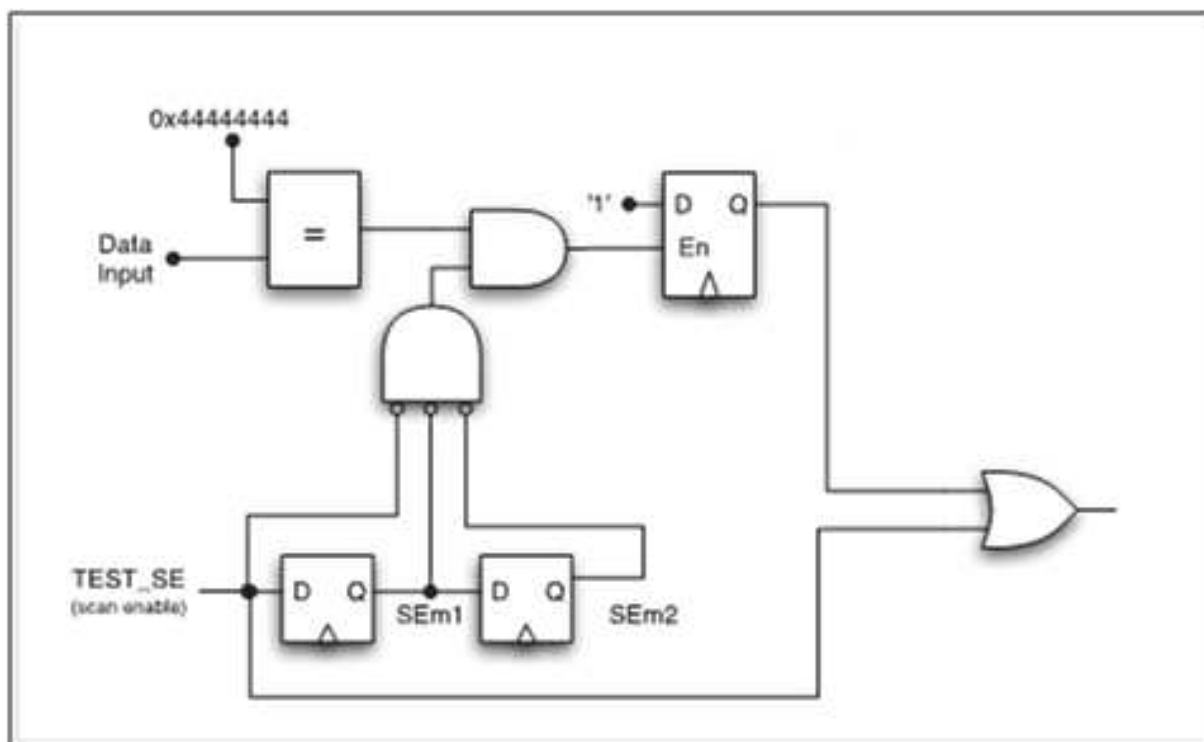 0x44444444
Data
Input
=
'1'
D Q
En
TEST_SE
(scan enable)
D Q
SEm1
D Q
SEm2